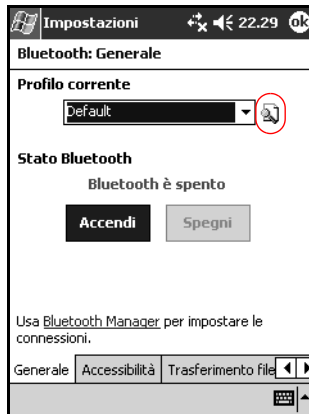 Impostazioni 22.29 ok
Bluetooth: Generale
Profilo corrente
Default
Stato Bluetooth
Bluetooth è spento
Accendi Spegni
Usa Bluetooth Manager per impostare le
connessioni.
Generale Accessibilità Trasferimento file